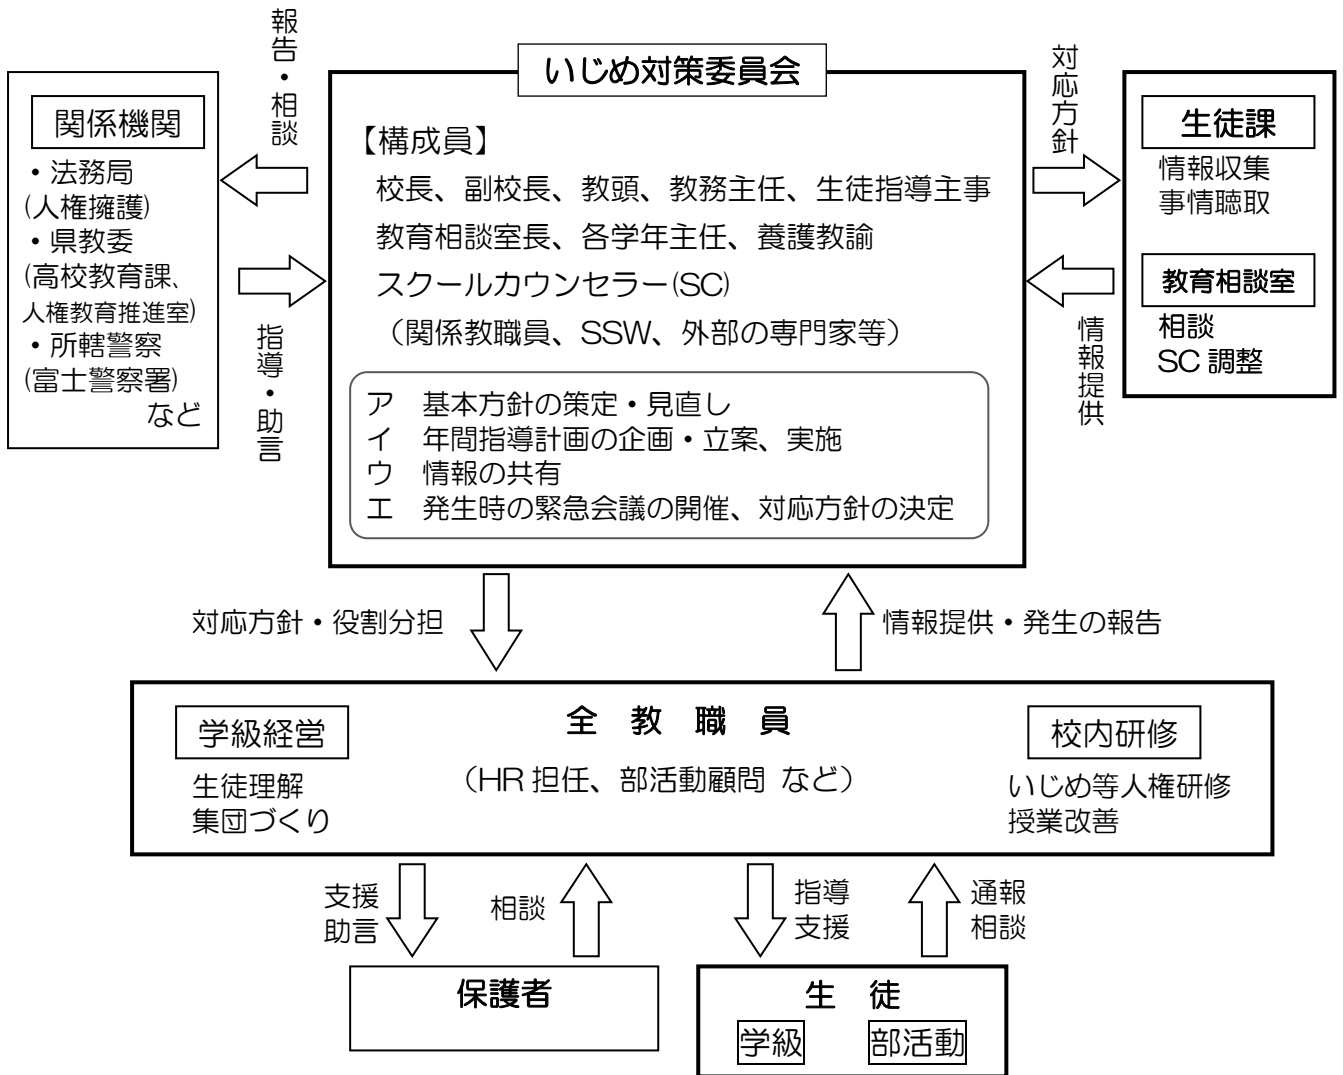 報告・相談
いじめ対策委員会
対応方針
関係機関
・法務局
(人権擁護)
・県教委
(高校教育課、
人権教育推進室)
・所轄警察
(富士警察署)
など
指導・助言
【構成員】
校長、副校長、教頭、教務主任、生徒指導主事
教育相談室長、各学年主任、養護教諭
スクールカウンセラー(SC)
（関係教職員、SSW、外部の専門家等）
ア 基本方針の策定・見直し
イ 年間指導計画の企画・立案、実施
ウ 情報の共有
エ 発生時の緊急会議の開催、対応方針の決定
生徒課
情報収集
事情聴取
教育相談室
相談
SC 調整
情報提供
対応方針・役割分担
情報提供・発生の報告
学級経営
生徒理解
集団づくり
全 教 職 員
（HR 担任、部活動顧問 など）
校内研修
いじめ等人権研修
授業改善
支援
助言
相談
指導
支援
通報
相談
保護者
生 徒
学級
部活動